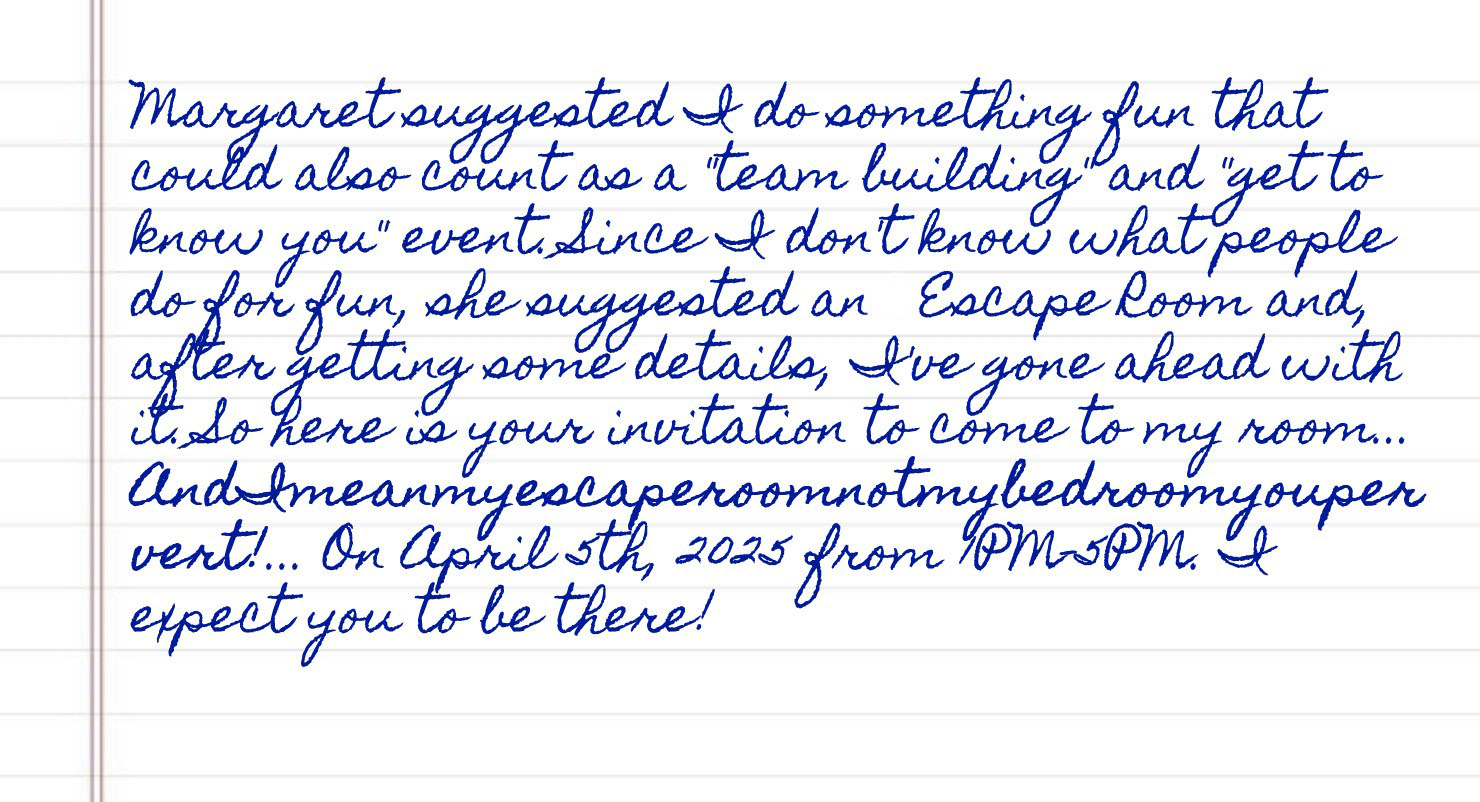 Margaret suggested I do something fun that
could also count as a "team building" and "get to
know you" event. Since I don't know what people
do for fun, she suggested an Escape Room and,
after getting some details, I've gone ahead with
it. So here is your invitation to come to my room...
AndImeanmyescaperoomnotmybedroomyouper
vert!... On April 5th, 2025 from 1PM-5PM. I
expect you to be there!